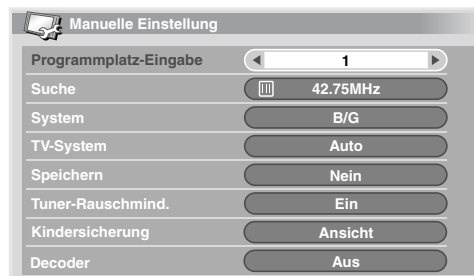 Manuelle Einstellung
Programmplatz-Eingabe 1
Suche 42.75MHz
System B/G
TV-System Auto
Speichern Nein
Tuner-Rauschmind. Ein
Kindersicherung Ansicht
Decoder Aus